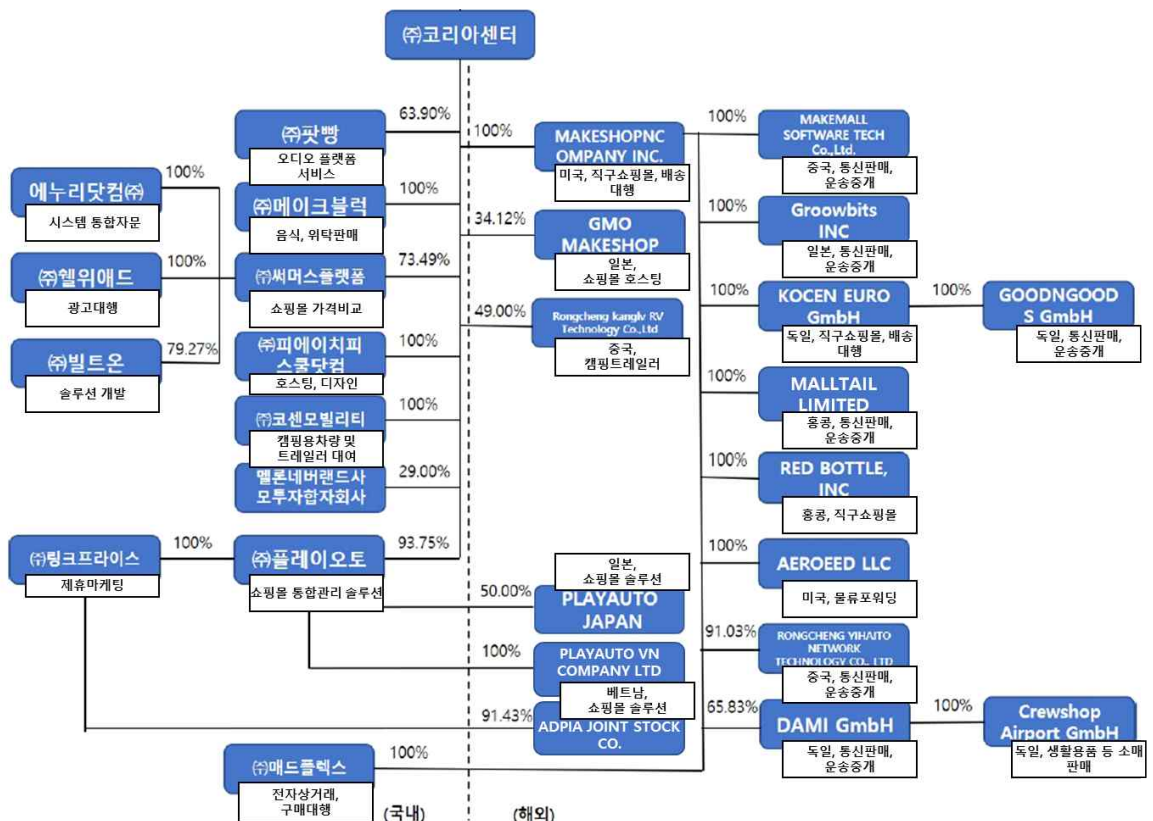 ㈜코리아센터
63.90%
㈜팟빵
오디오 플랫폼
서비스
100%
㈜메이크블럭
음식, 위탁판매
73.49%
㈜써머스플랫폼
쇼핑몰 가격비교
100%
에누리닷컴㈜
시스템 통합자문
100%
㈜웰위애드
광고대행
79.27%
㈜빌트온
솔루션 개발
100%
㈜피에이치피
스쿨닷컴
호스팅, 디자인
100%
㈜코센모빌리티
캠핑용차량 및
트레일러 대여
29.00%
멜론네버랜드사
모투자합자회사
93.75%
㈜플레이오토
쇼핑몰 통합관리 솔루션
100%
㈜링크프라이스
제휴마케팅
100%
㈜매드플렉스
전자상거래,
구매대행
(국내)
(해외)
100%
MAKESHOPNC
OMPANY INC.
미국, 직구쇼핑몰, 배송
대행
34.12%
GMO
MAKESHOP
일본,
쇼핑몰 호스팅
49.00%
Rongcheng kanglv RV
Technology Co.,Ltd
중국,
캠핑트레일러
50.00%
일본,
쇼핑몰 솔루션
PLAYAUTO
JAPAN
100%
PLAYAUTO VN
COMPANY LTD
베트남,
쇼핑몰 솔루션
91.43%
ADPIA JOINT STOCK
CO.
100%
MAKEMALL
SOFTWARE TECH
Co.,Ltd.
중국, 통신판매,
운송중개
100%
Groowbits
INC
일본, 통신판매,
운송중개
100%
KOCEN EURO
GmbH
독일, 직구쇼핑몰, 배송
대행
100%
GOODNGOOD
S GmbH
독일, 통신판매,
운송중개
100%
MALLTAIL
LIMITED
홍콩, 통신판매,
운송중개
100%
RED BOTTLE,
INC
홍콩, 직구쇼핑몰
100%
AEROEED LLC
미국, 물류포워딩
91.03%
RONGCHENG YIHAITO
NETWORK
TECHNOLOGY CO., LTD
중국, 통신판매,
운송중개
65.83%
DAMI GmbH
독일, 통신판매,
운송중개
100%
Crewshop
Airport GmbH
독일, 생활용품 등 소매
판매